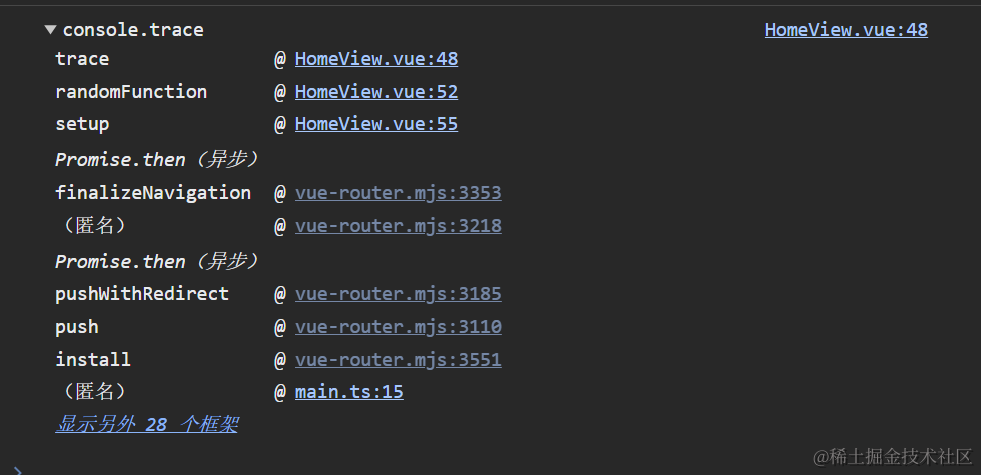 ▼ console.trace HomeView.vue:48
trace @ HomeView.vue:48
randomFunction @ HomeView.vue:52
setup @ HomeView.vue:55
Promise.then（异步）
finalizeNavigation @ vue-router.mjs:3353
（匿名） @ vue-router.mjs:3218
Promise.then（异步）
pushWithRedirect @ vue-router.mjs:3185
push @ vue-router.mjs:3110
install @ vue-router.mjs:3551
（匿名） @ main.ts:15
显示另外 28 个框架
@稀土掘金技术社区